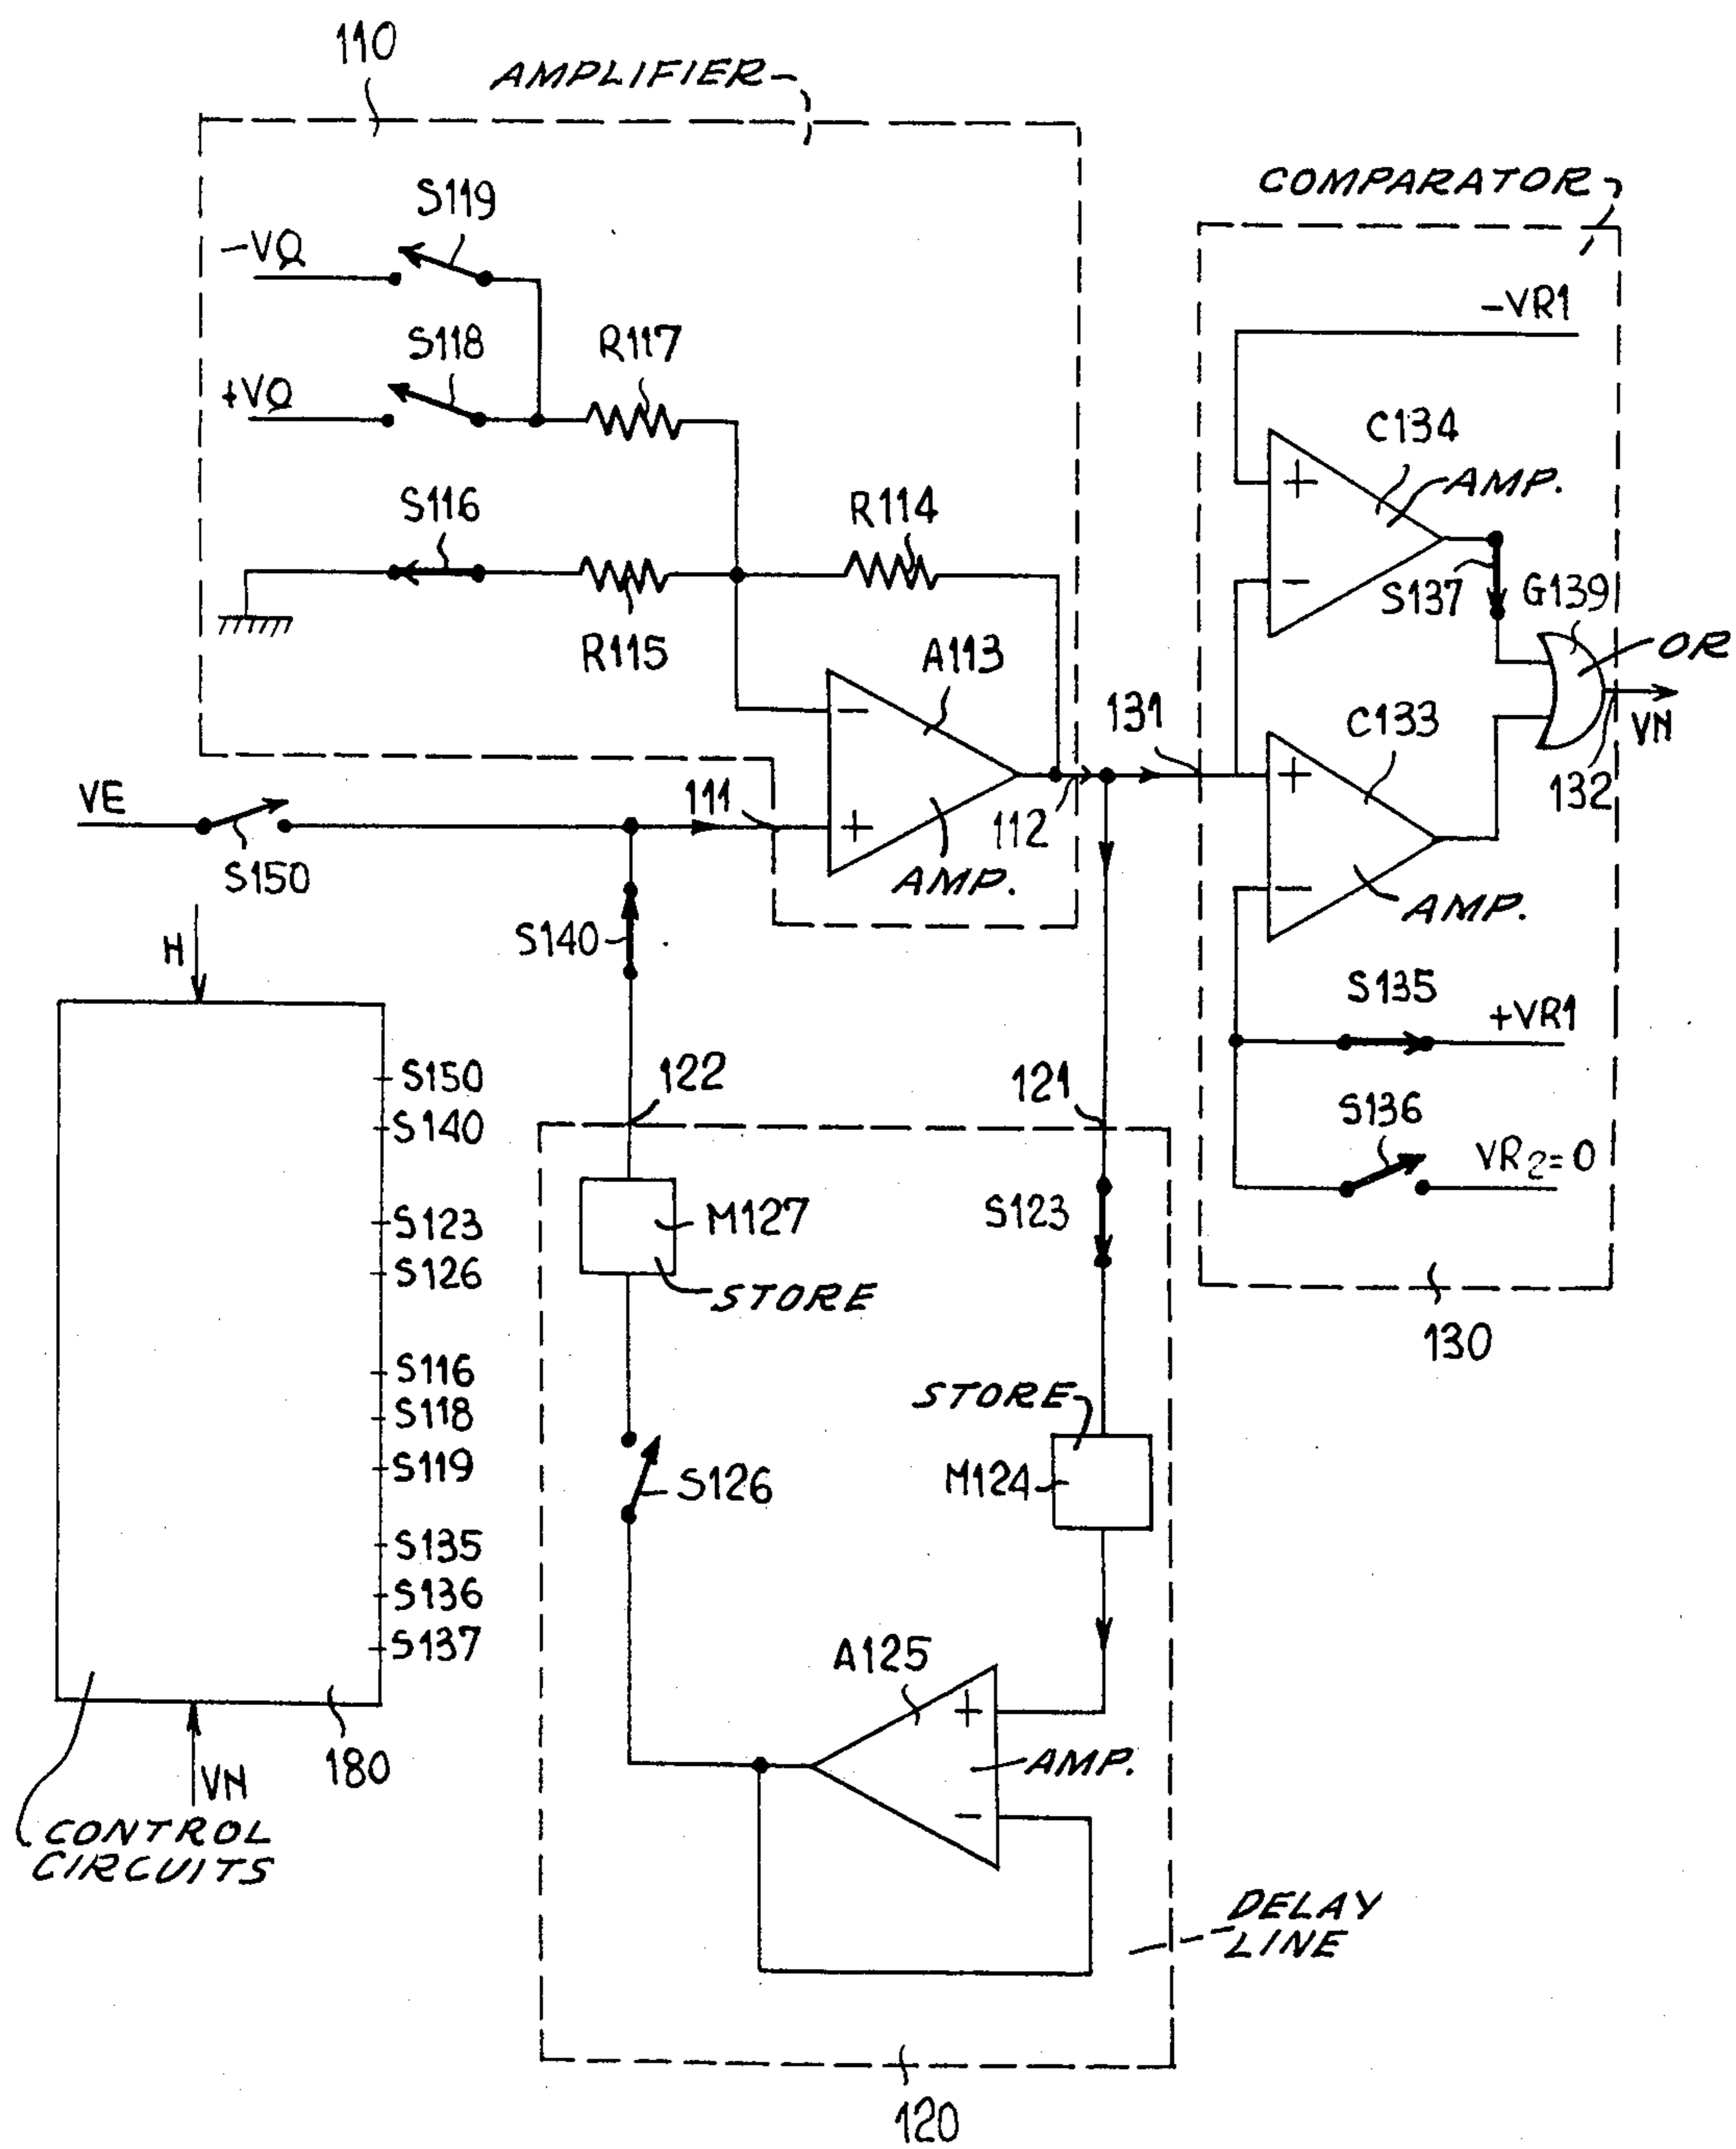 110
AMPLIFIER
COMPARATOR
S119
-VQ
S118
R117
+VQ
-VR1
C134
+
AMP.
S116
R114
-
S137
G139
R115
A113
OR
-
131
C133
VN
132
VE
111
+
112
+
S150
AMP.
-
AMP.
S140
H
S135
+VR1
122
121
S150
S140
S136
VR2=0
M127
S123
S123
S126
STORE
130
S116
STORE
S118
S119
S126
M124
S135
S136
S137
A125
+
AMP.
180
VN
-
CONTROL
CIRCUITS
DELAY
LINE
120